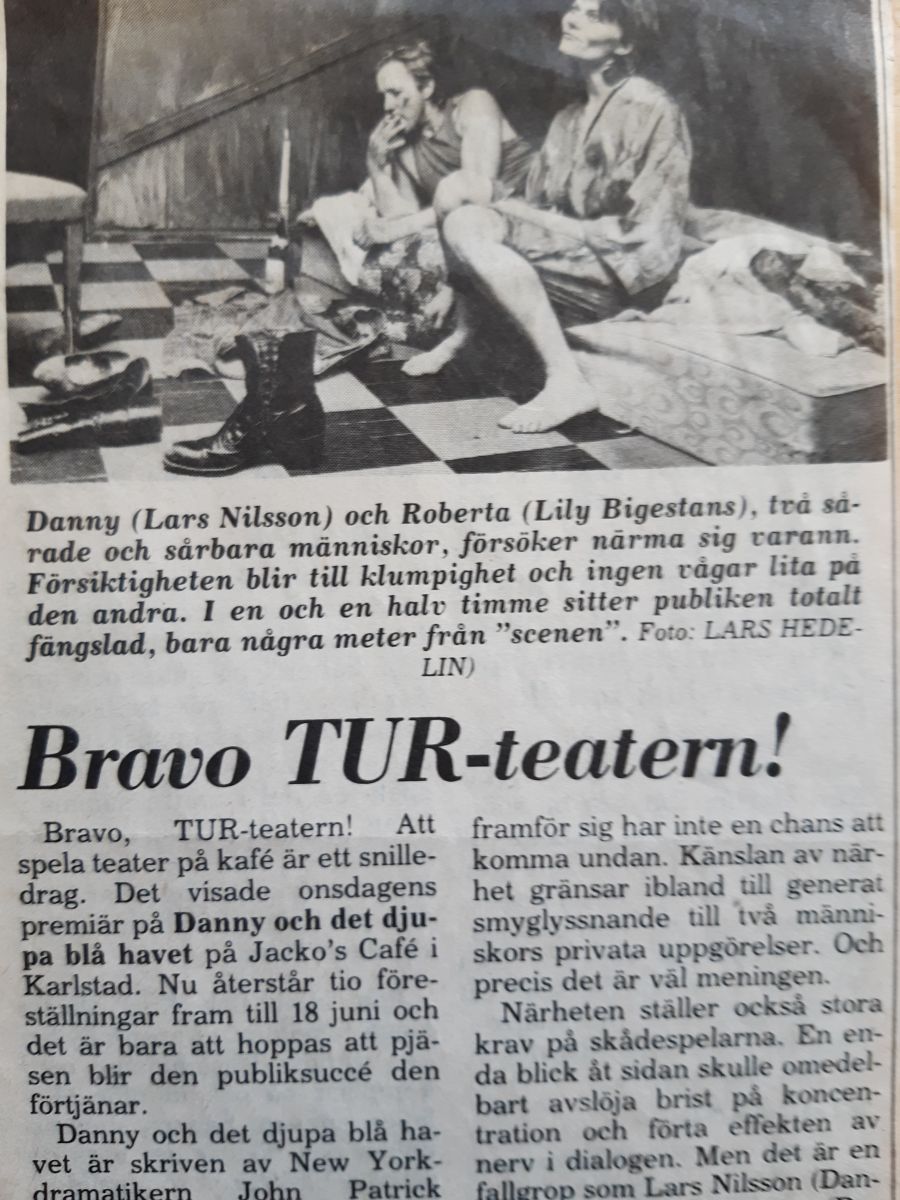 Danny (Lars Nilsson) och Roberta (Lily Bigestans), två så-
rade och sårbara människor, försöker närma sig varann.
Försiktigheten blir till klumpighet och ingen vågar lita på
den andra. I en och en halv timme sitter publiken totalt
fängslad, bara några meter från ”scenen”. Foto: LARS HEDE-
LIN)
Bravo TUR-teatern!
Bravo, TUR-teatern! Att
spela teater på kafé är ett snille-
drag. Det visade onsdagens
premiär på Danny och det dju-
pa blå havet på Jacko's Café i
Karlstad. Nu återstår tio före-
ställningar fram till 18 juni och
det är bara att hoppas att pjä-
sen blir den publiksuccé den
förtjänar.
Danny och det djupa blå ha-
vet är skriven av New York-
dramatikern John Patrick
framför sig har inte en chans att
komma undan. Känslan av när-
het gränsar ibland till generat
smyglyssnande till två männi-
skors privata uppgörelser. Och
precis det är väl meningen.
Närheten ställer också stora
krav på skådespelarna. En en-
da blick åt sidan skulle omedel-
bart avslöja brist på koncen-
tration och förta effekten av
nerv i dialogen. Men det är en
fallgrop som Lars Nilsson (Dan-